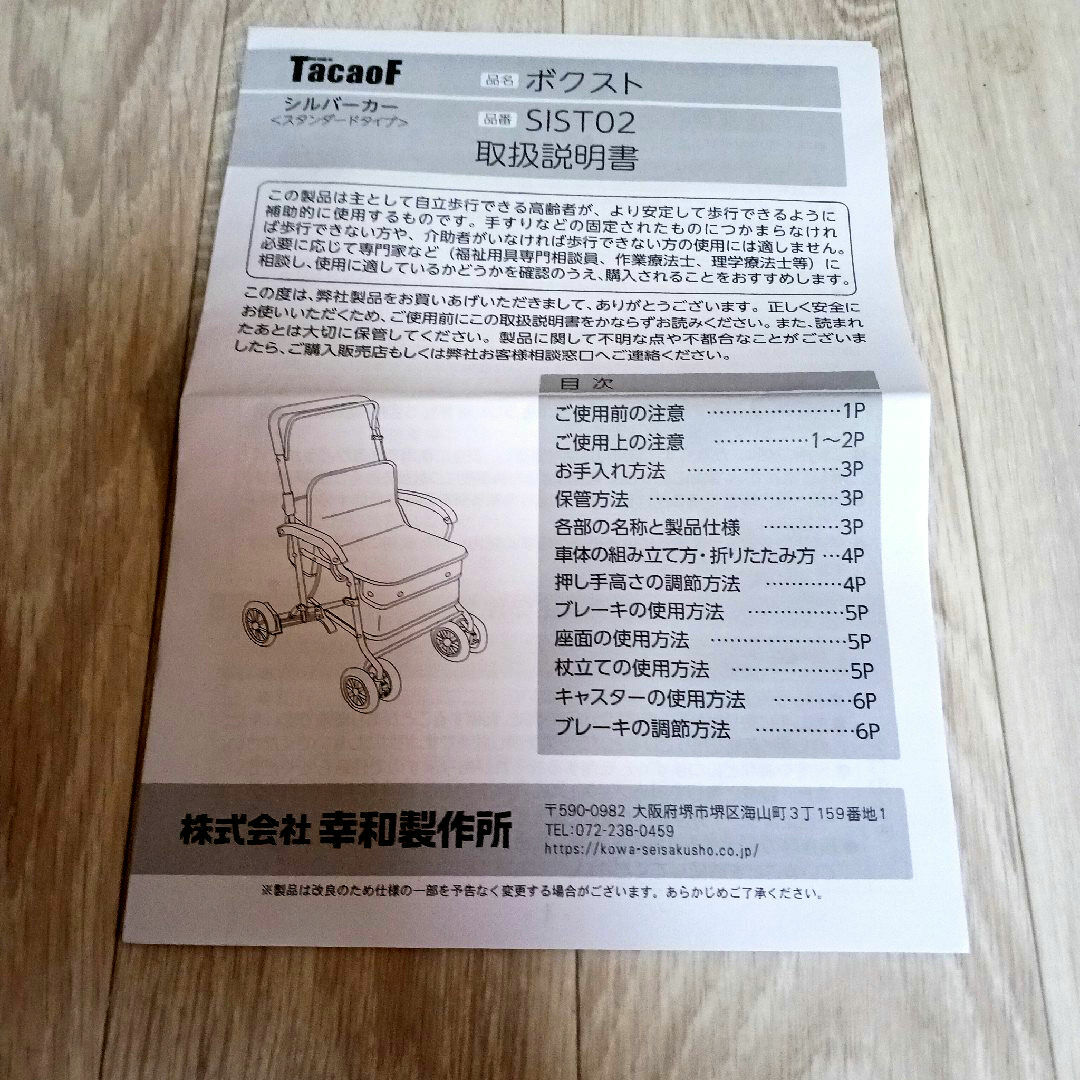 TacaoF
シルバーカー
<スタンダードタイプ>
品名 ボクスト
品番 SIST02
取扱説明書
この製品は主として自立歩行できる高齢者が、より安定して歩行できるように
補助的に使用するものです。手すりなどの固定されたものにつかまらなけれ
ば歩行できない方や、介助者がいなければ歩行できない方の使用には適しません。
必要に応じて専門家など（福祉用具専門相談員、作業療法士、理学療法士等）に
相談し、使用に適しているかどうかを確認のうえ、購入されることをおすすめします。
この度は、弊社製品をお買いあげいただきまして、ありがとうございます。正しく安全に
お使いいただくため、ご使用前にこの取扱説明書をかならずお読みください。また、読まれ
たあとは大切に保管してください。製品に関して不明な点や不都合なことがございま
したら、ご購入販売店もしくは弊社お客様相談窓口へご連絡ください。
目次
ご使用前の注意 …………………1P
ご使用上の注意 ……………1～2P
お手入れ方法 ……………………3P
保管方法 …………………………3P
各部の名称と製品仕様 …………3P
車体の組み立て方・折りたたみ方 …4P
押し手高さの調節方法 …………4P
ブレーキの使用方法 ……………5P
座面の使用方法 …………………5P
杖立ての使用方法 ………………5P
キャスターの使用方法 …………6P
ブレーキの調節方法 ……………6P
株式会社 幸和製作所
〒590-0982 大阪府堺市堺区海山町3丁159番地1
TEL:072-238-0459
https://kowa-seisakusho.co.jp/
※製品は改良のため仕様の一部を予告なく変更する場合がございます。あらかじめご了承ください。